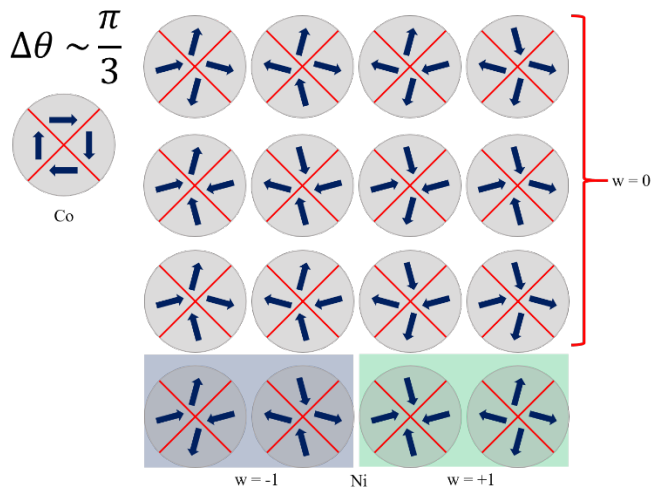 Δθ ~ π/3
Co
w = 0
w = -1
Ni
w = +1